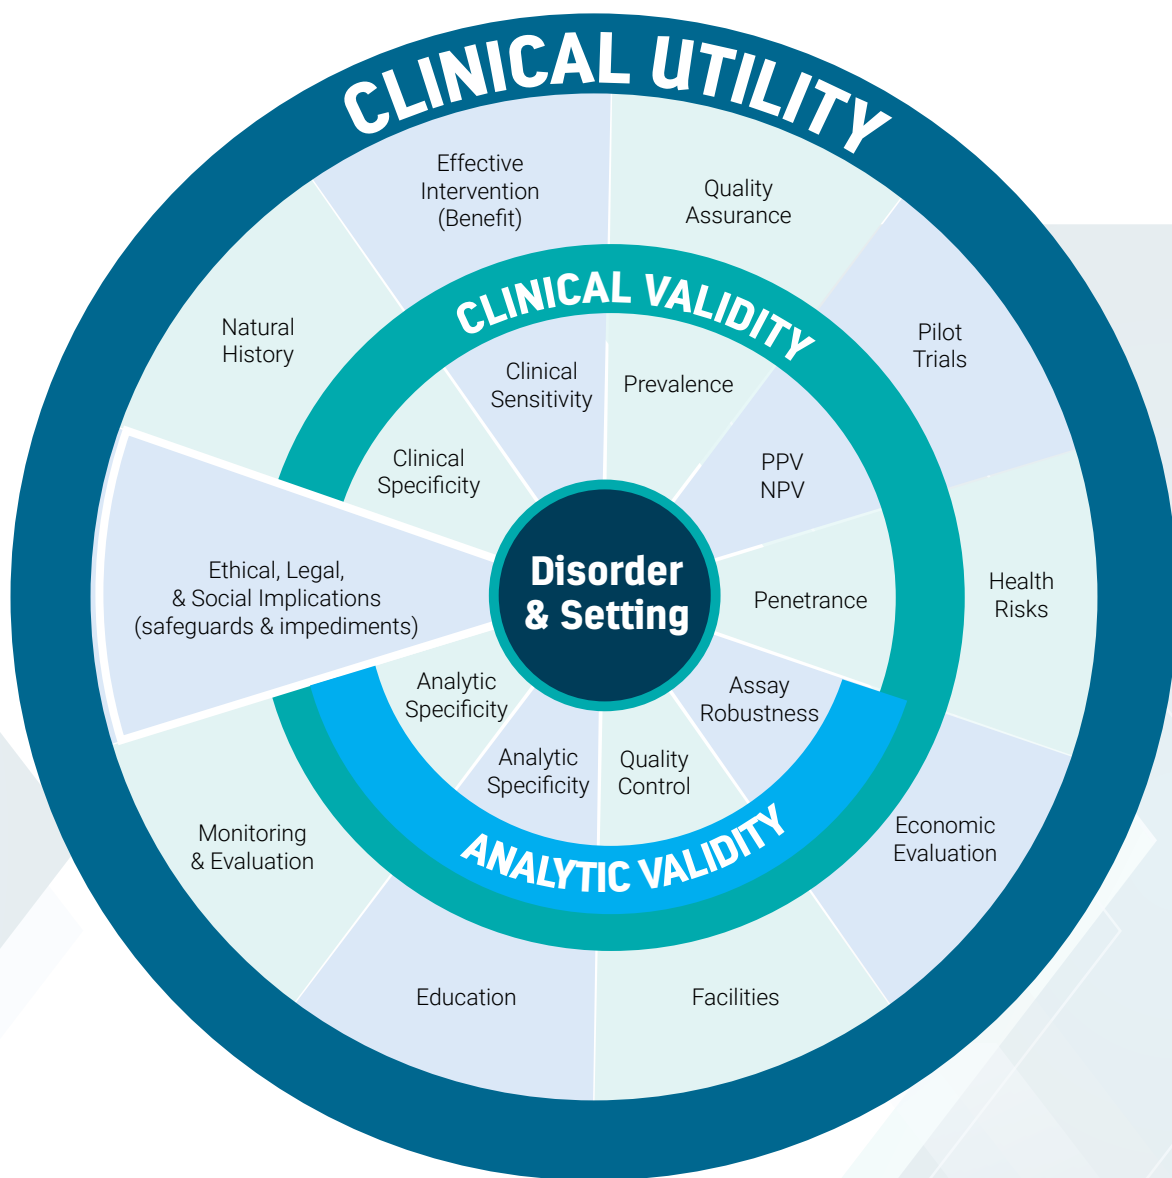 CLINICAL UTILITY
Effective
Intervention
(Benefit)
Quality
Assurance
Pilot
Trials
Health
Risks
Economic
Evaluation
Facilities
Education
Monitoring
& Evaluation
Ethical, Legal,
& Social Implications
(safeguards & impediments)
Natural
History
CLINICAL VALIDITY
Clinical
Specificity
Clinical
Sensitivity
Prevalence
PPV
NPV
Penetrance
Disorder
& Setting
Assay
Robustness
Quality
Control
Analytic
Specificity
Analytic
Specificity
ANALYTIC VALIDITY